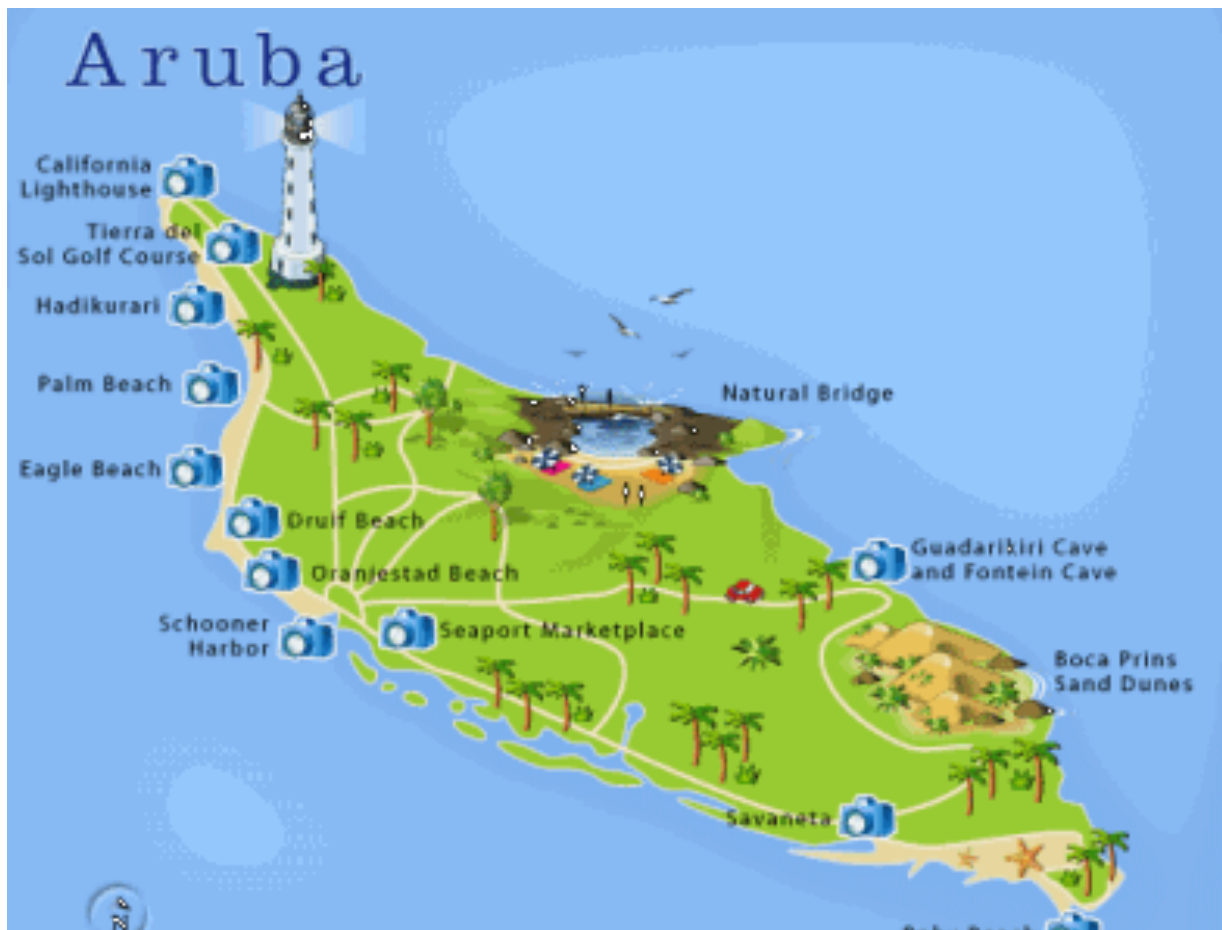 Aruba
California
Lighthouse
Tierra del
Sol Golf Course
Hadikurari
Palm Beach
Natural Bridge
Eagle Beach
Druif Beach
Guadarikiri Cave
and Fontein Cave
Oranjestad Beach
Schooner
Harbor
Seaport Marketplace
Boca Prins
Sand Dunes
Savaneta
N